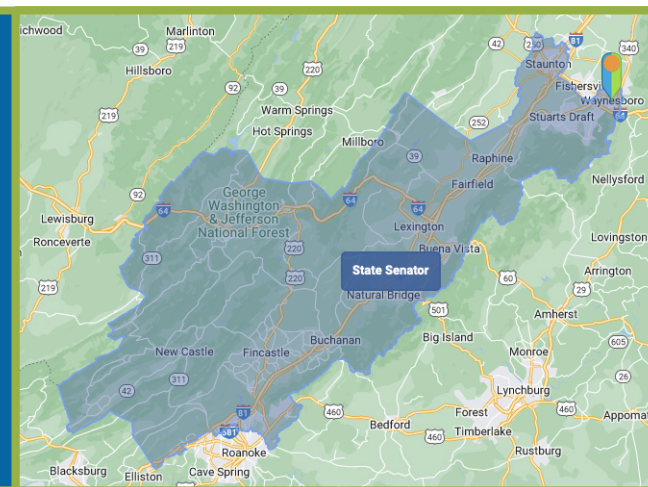 ichwood
Marlinton
39
219
42
250
81
340
Hillsboro
220
Staunton
92
39
Fishersvi
Waynesboro
219
Warm Springs
Stuarts Draft
64
Hot Springs
Millboro
252
39
Raphine
92
George
Washington
& Jefferson
National Forest
64
Fairfield
Nellysford
Lewisburg
64
64
Ronceverte
220
Lexington
Lovingston
311
Buena Vista
State Senator
60
Arrington
219
220
29
Natural Bridge
501
Amherst
Big Island
605
Buchanan
New Castle
Fincastle
Monroe
311
26
42
Lynchburg
81
460
Forest
460
Appomat
581
Bedford
460
Timberlake
Roanoke
Rustburg
Blacksburg
Elliston
Cave Spring